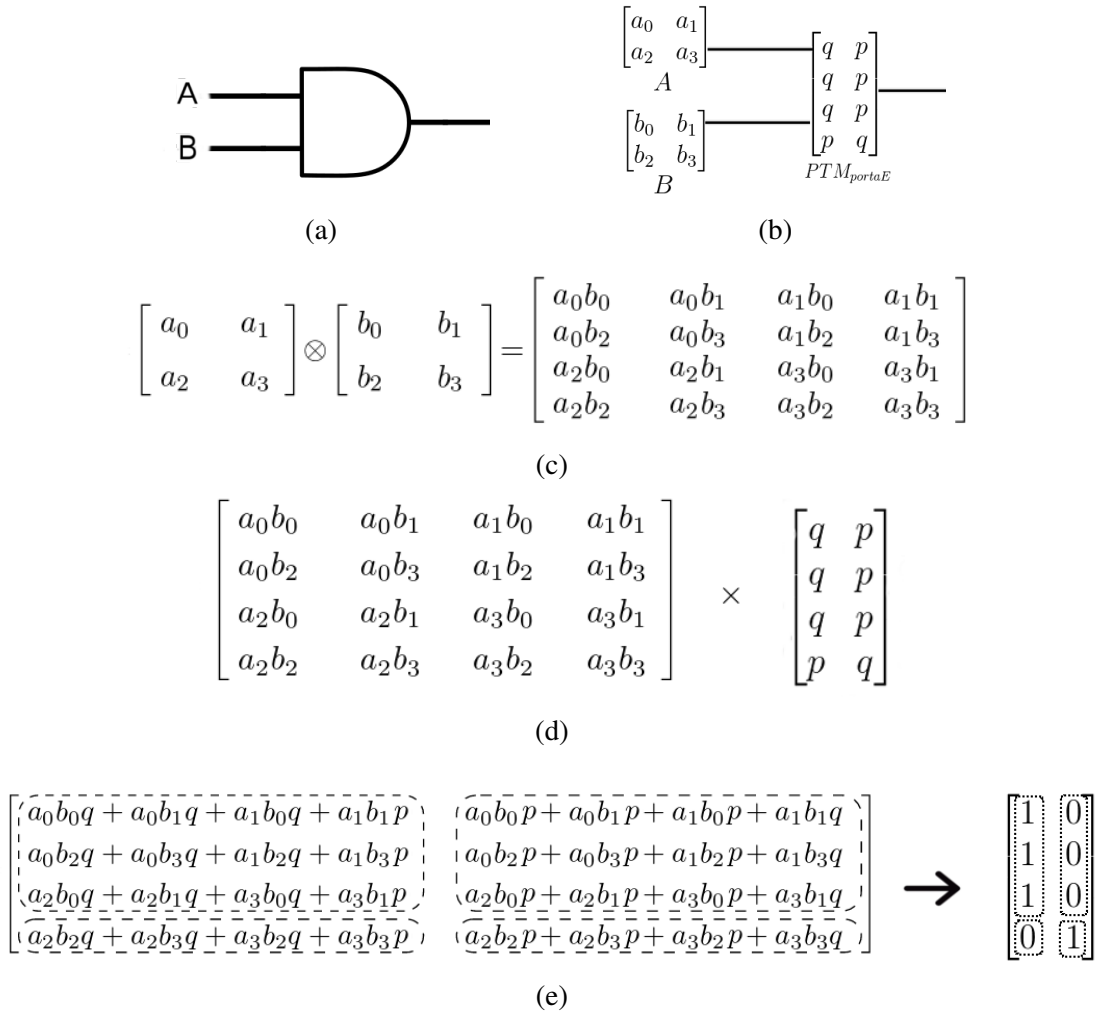 A
B
(a)
[a₀ a₁
a₂ a₃]
A
[b₀ b₁
b₂ b₃]
B
[q p
q p
q p
p q]
PTM_{portaE}
(b)
[a₀ a₁
a₂ a₃] ⊗ [b₀ b₁
b₂ b₃] = [a₀b₀ a₀b₁ a₁b₀ a₁b₁
a₀b₂ a₀b₃ a₁b₂ a₁b₃
a₂b₀ a₂b₁ a₃b₀ a₃b₁
a₂b₂ a₂b₃ a₃b₂ a₃b₃]
(c)
[a₀b₀ a₀b₁ a₁b₀ a₁b₁
a₀b₂ a₀b₃ a₁b₂ a₁b₃
a₂b₀ a₂b₁ a₃b₀ a₃b₁
a₂b₂ a₂b₃ a₃b₂ a₃b₃] × [q p
q p
q p
p q]
(d)
[a₀b₀q + a₀b₁q + a₁b₀q + a₁b₁p a₀b₀p + a₀b₁p + a₁b₀p + a₁b₁q
a₀b₂q + a₀b₃q + a₁b₂q + a₁b₃p a₀b₂p + a₀b₃p + a₁b₂p + a₁b₃q
a₂b₀q + a₂b₁q + a₃b₀q + a₃b₁p a₂b₀p + a₂b₁p + a₃b₀p + a₃b₁q
a₂b₂q + a₂b₃q + a₃b₂q + a₃b₃p a₂b₂p + a₂b₃p + a₃b₂p + a₃b₃q] → [1 0
1 0
1 0
0 1]
(e)